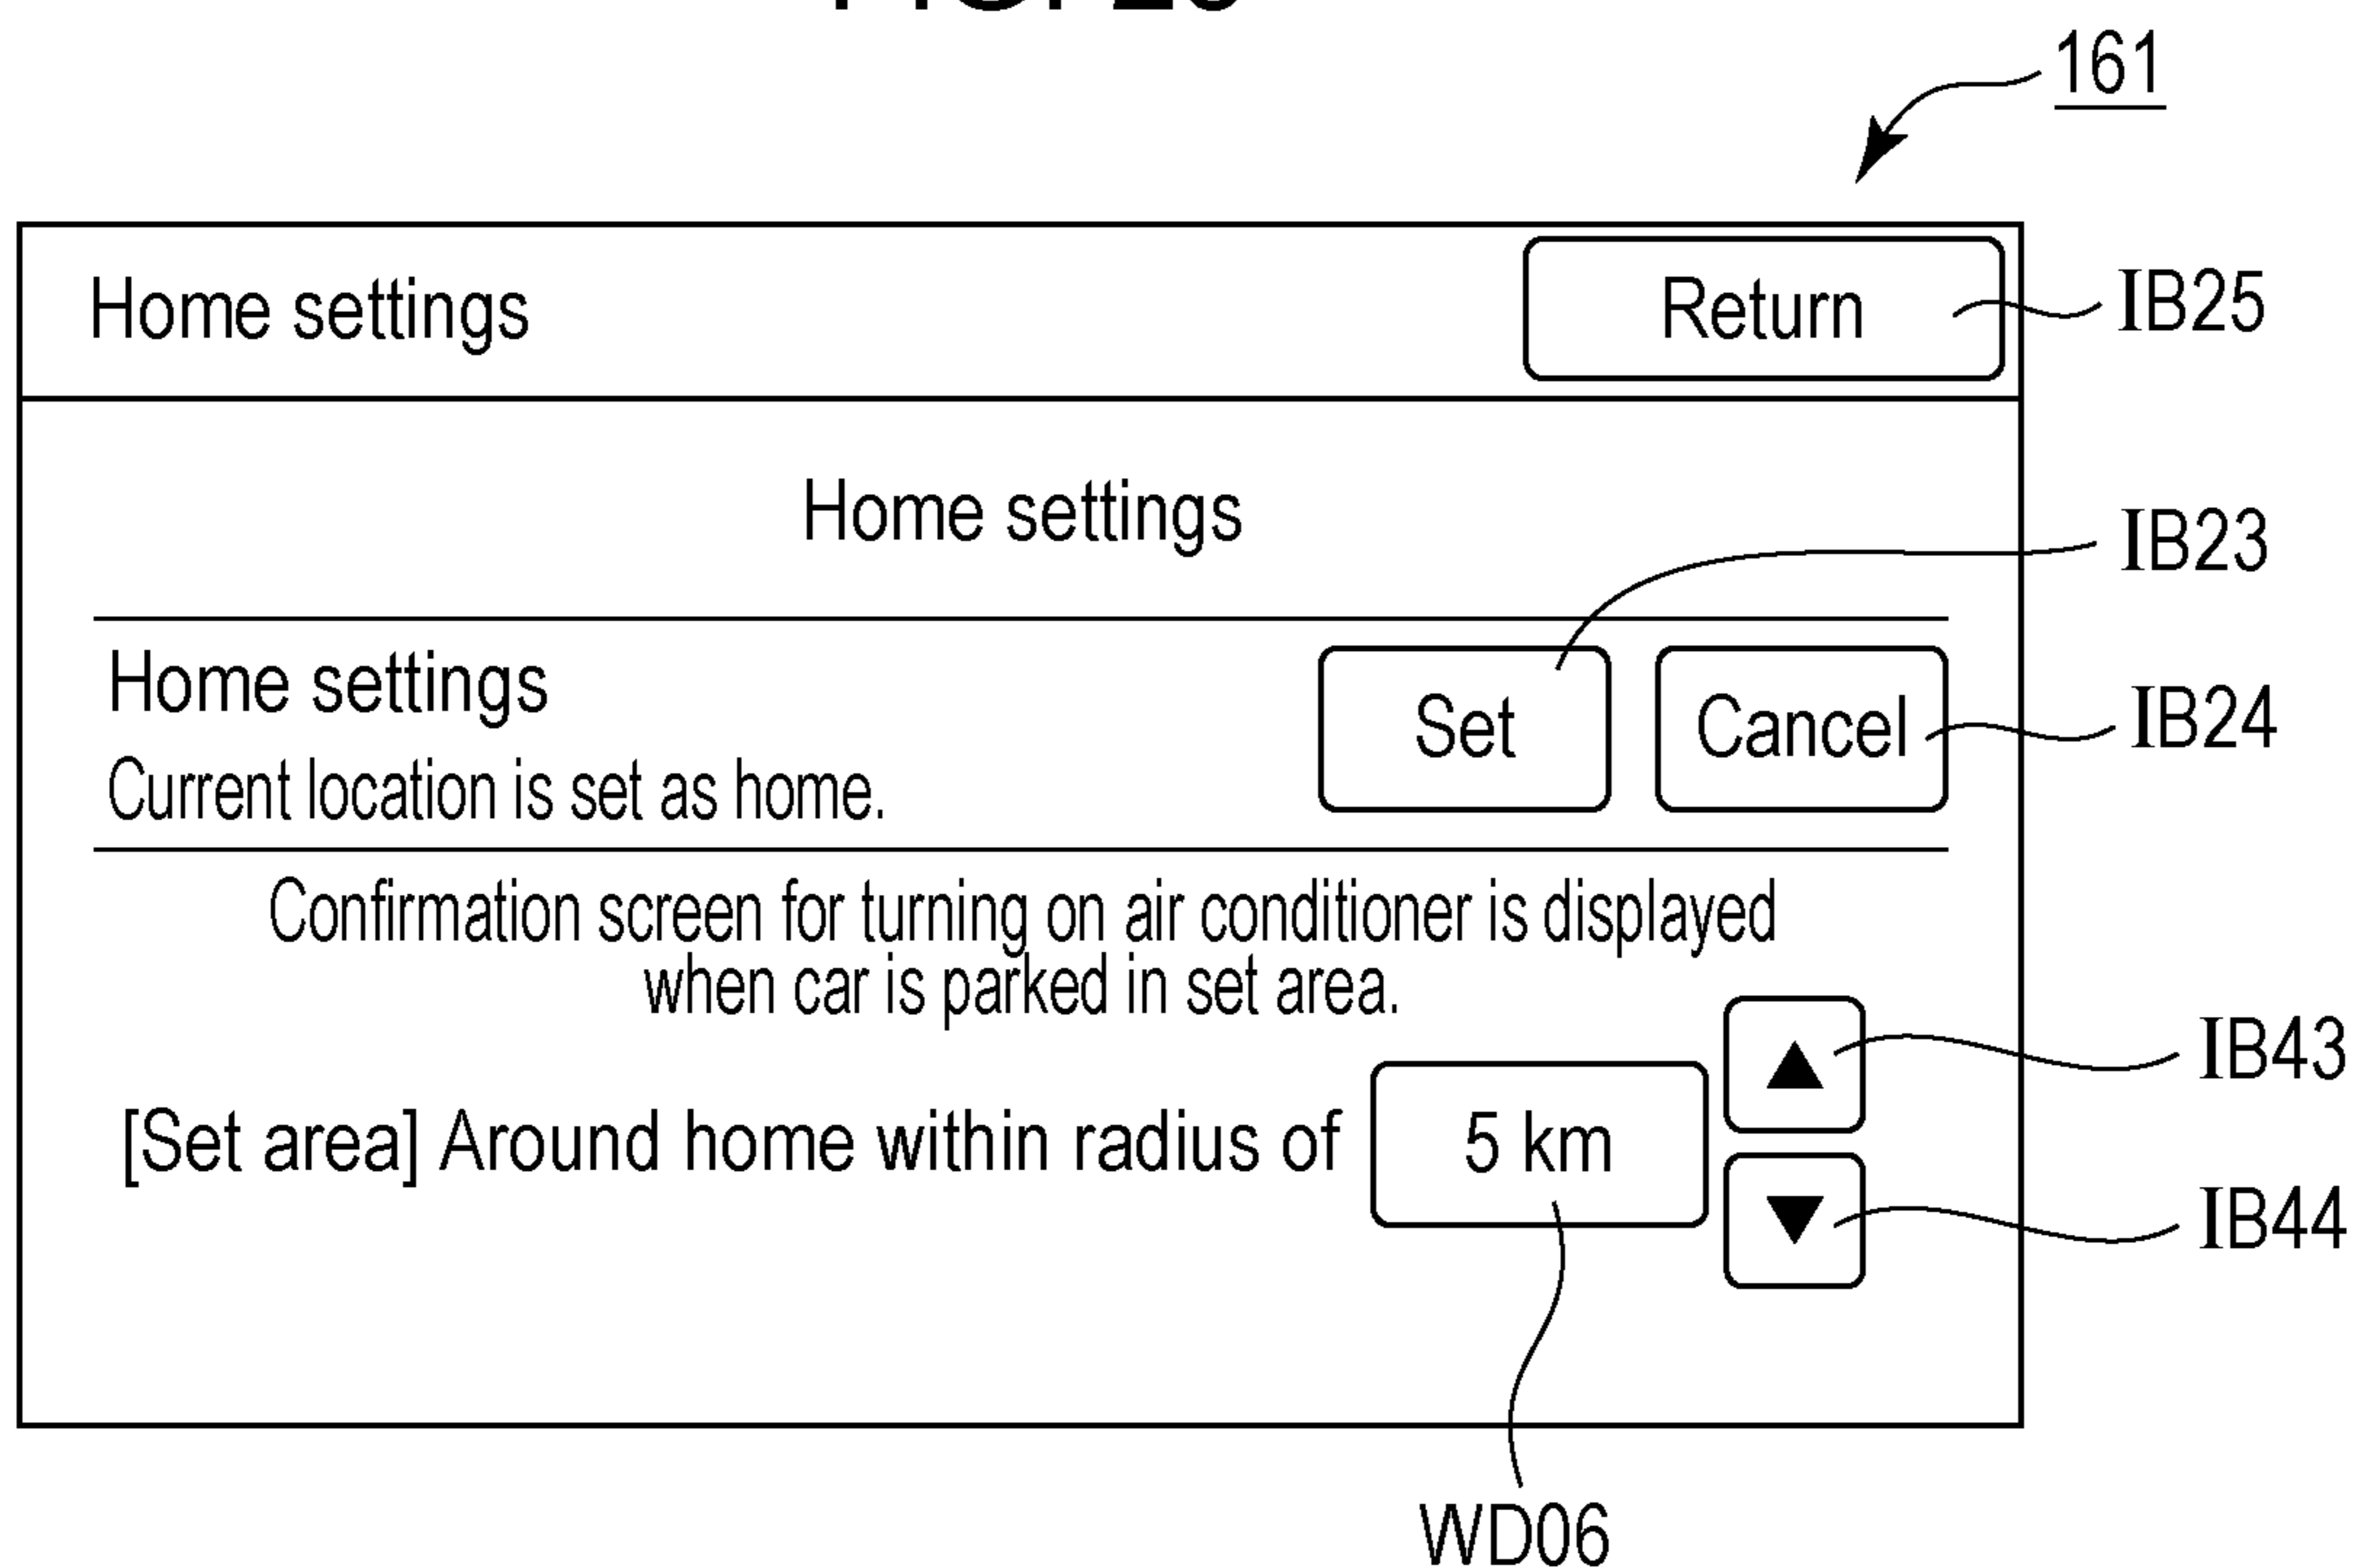 161
Home settings
Return
IB25
Home settings
IB23
Home settings
Set
Cancel
IB24
Current location is set as home.
Confirmation screen for turning on air conditioner is displayed
when car is parked in set area.
▲
IB43
[Set area] Around home within radius of 5 km
▼
IB44
WD06